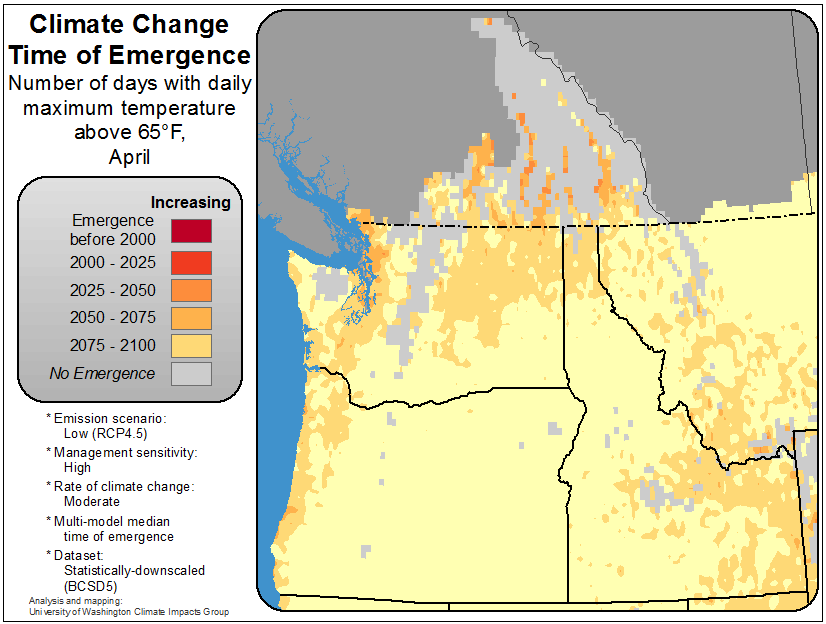 Climate Change
Time of Emergence
Number of days with daily
maximum temperature
above 65°F,
April
Increasing
Emergence
before 2000
2000 - 2025
2025 - 2050
2050 - 2075
2075 - 2100
No Emergence
* Emission scenario:
Low (RCP4.5)
* Management sensitivity:
High
* Rate of climate change:
Moderate
* Multi-model median
time of emergence
* Dataset:
Statistically-downscaled
(BCSD5)
Analysis and mapping:
University of Washington Climate Impacts Group